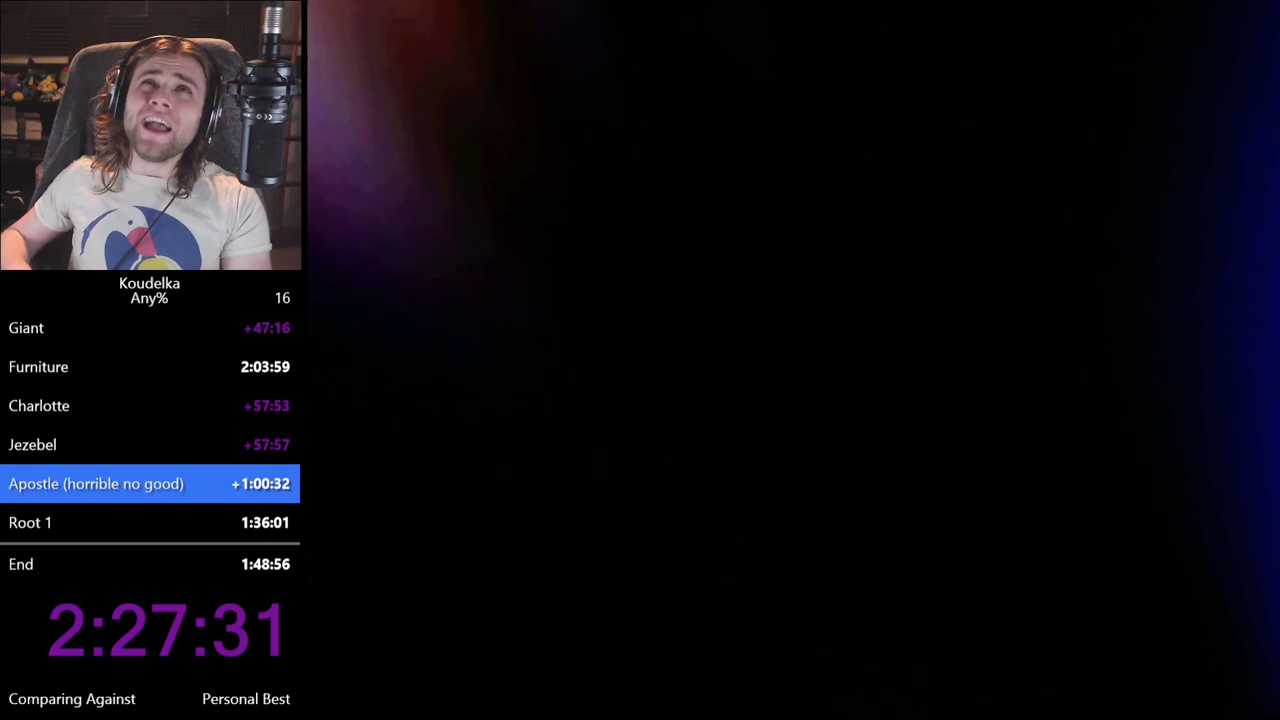 Koudelka
Any% 16
Giant +47:16
Furniture 2:03:59
Charlotte +57:53
Jezebel +57:57
Apostle (horrible no good) +1:00:32
Root 1 1:36:01
End 1:48:56
2:27:31
Comparing Against Personal Best